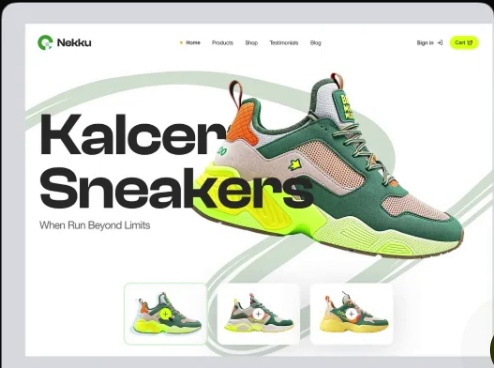 Nekku
Home
Products
Shop
Testimonials
Blog
Sign in
Cart
Kalcer
Sneakers
When Run Beyond Limits